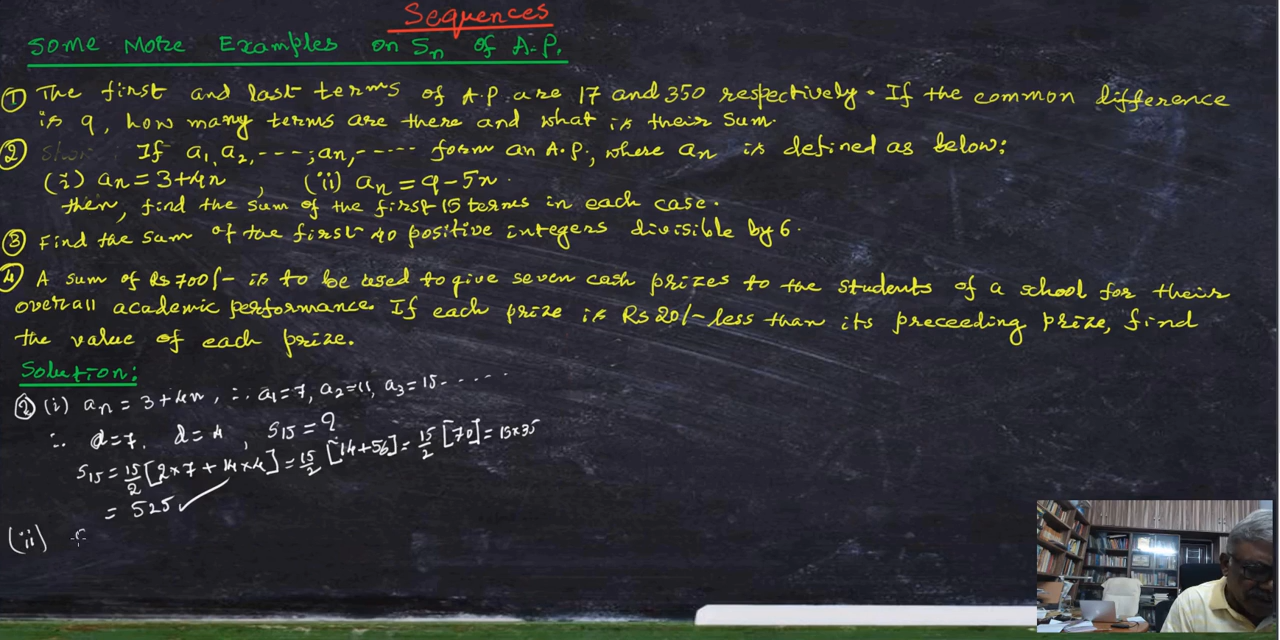 Sequences
Some More Examples on Sn of A.P.
① The first and last terms of A.P. are 17 and 350 respectively. If the common difference
is 9, how many terms are there and what is their sum.
② If a1, a2, ----, an, ----- form an A.P., where an is defined as below:
(i) an = 3+4n , (ii) an = 9-5n.
then, find the sum of the first 15 terms in each case.
③ Find the sum of the first 40 positive integers divisible by 6.
④ A sum of Rs 700/- is to be used to give seven cash prizes to the students of a school for their
overall academic performance. If each prize is Rs 20/- less than its preceeding prize, find
the value of each prize.
Solution:
② (i) an = 3+4n, ∴ a1=7, a2=11, a3=15-----
∴ a=7, d=4, S15=?
S15 = 15/2 [2×7+14×4] = 15/2 [14+56] = 15/2 [70] = 15×35
= 525 ✓
(ii)